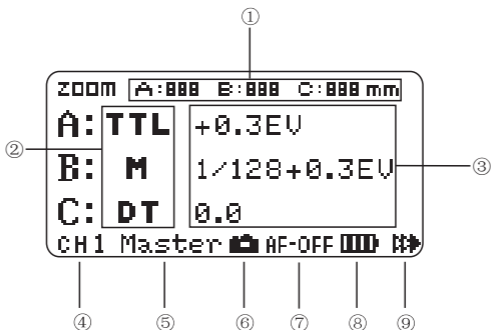 ①
ZOOM A:888 B:888 C:888 mm
A: TTL +0.3EV
② B: M 1/128+0.3EV ③
C: DT 0.0
CH1 Master AF-OFF
④ ⑤ ⑥ ⑦ ⑧ ⑨